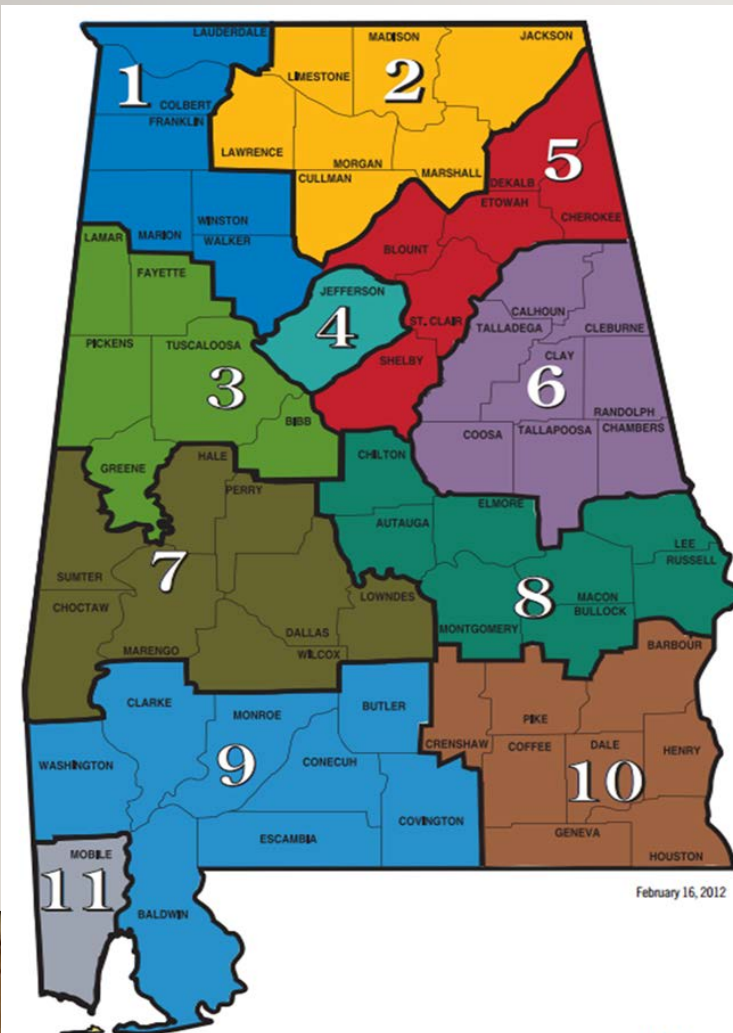 LAUDERDALE
MADISON
JACKSON
LIMESTONE
1
2
COLBERT
FRANKLIN
LAWRENCE
MORGAN
MARSHALL
CULLMAN
5
DEKALB
ETOWAH
CHEROKEE
WINSTON
MARION
WALKER
LAMAR
BLOUNT
FAYETTE
JEFFERSON
4
ST. CLAIR
CALHOUN
TALLADEGA
CLEBURNE
PICKENS
TUSCALOOSA
SHELBY
CLAY
3
6
BIBB
RANDOLPH
COOSA
TALLAPOOSA
CHAMBERS
HALE
CHILTON
GREENE
PERRY
ELMORE
AUTAUGA
LEE
RUSSELL
7
SUMTER
CHOCTAW
LOWNDES
8
MACON
BULLOCK
DALLAS
MONTGOMERY
MARENGO
WILCOX
BARBOUR
CLARKE
MONROE
BUTLER
PIKE
CRENSHAW
COFFEE
DALE
HENRY
9
WASHINGTON
CONECUH
10
COVINGTON
ESCAMBIA
GENEVA
HOUSTON
MOBILE
11
BALDWIN
February 16, 2012